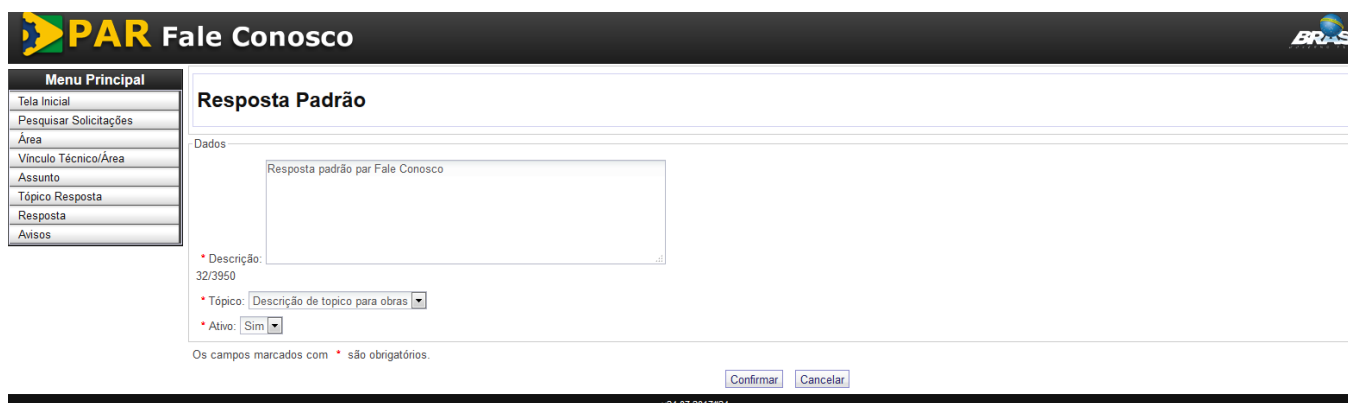 PAR Fale Conosco
BRAS
Menu Principal
Tela Inicial
Pesquisar Solicitações
Área
Vínculo Técnico/Área
Assunto
Tópico Resposta
Resposta
Avisos
Resposta Padrão
Dados
Resposta padrão par Fale Conosco
* Descrição:
32/3950
* Tópico: Descrição de topico para obras
* Ativo: Sim
Os campos marcados com * são obrigatórios.
Confirmar Cancelar